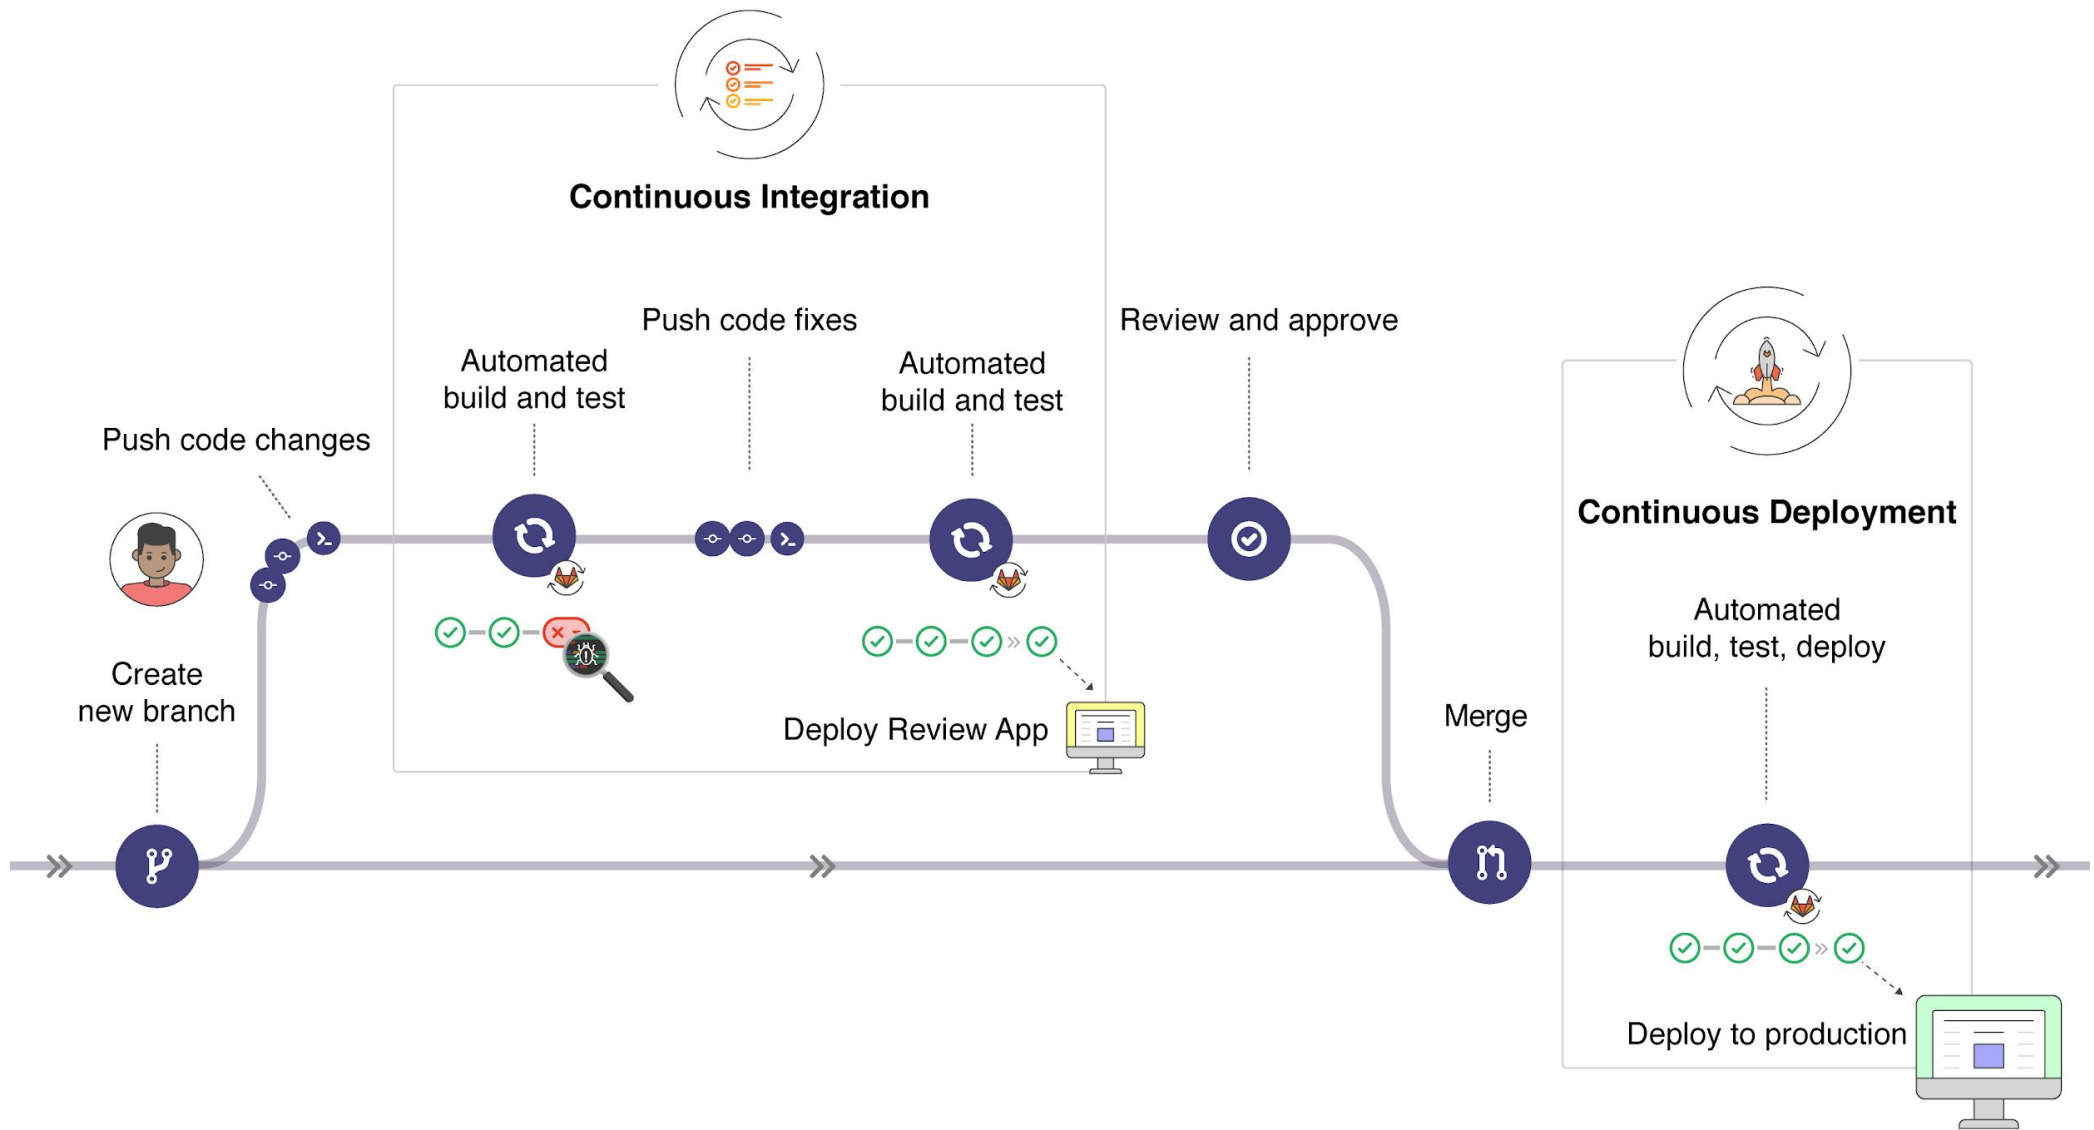 Continuous Integration
Push code fixes
Review and approve
Automated
build and test
Automated
build and test
Push code changes
Continuous Deployment
Automated
build, test, deploy
Create
new branch
Merge
Deploy Review App
Deploy to production